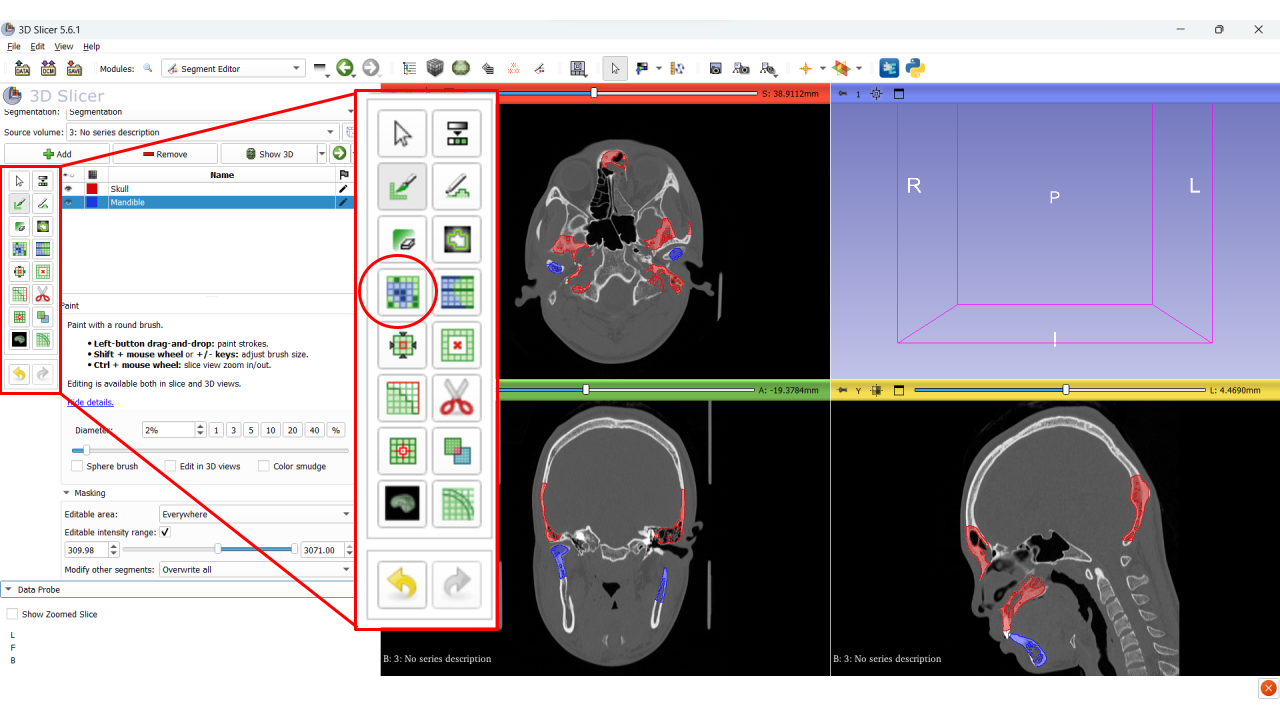 3D Slicer 5.6.1
File Edit View Help
DATA DCM SAVE Modules: Segment Editor
3D Slicer
Segmentation: Segmentation
Source volume: 3: No series description
Add Remove Show 3D
Name
Skull
Mandible
Paint
Paint with a round brush.
• Left-button drag-and-drop: paint strokes.
• Shift + mouse wheel or +/- keys: adjust brush size.
• Ctrl + mouse wheel: slice view zoom in/out.
Editing is available both in slice and 3D views.
Hide details.
Diameter: 2% 1 3 5 10 20 40 %
Sphere brush Edit in 3D views Color smudge
Masking
Editable area: Everywhere
Editable intensity range:
309.98 3071.00
Modify other segments: Overwrite all
Data Probe
Show Zoomed Slice
L
F
B
S: 38.9112mm
1
R P L
I
A: -19.3784mm
B: 3: No series description
Y L: 4.4690mm
B: 3: No series description